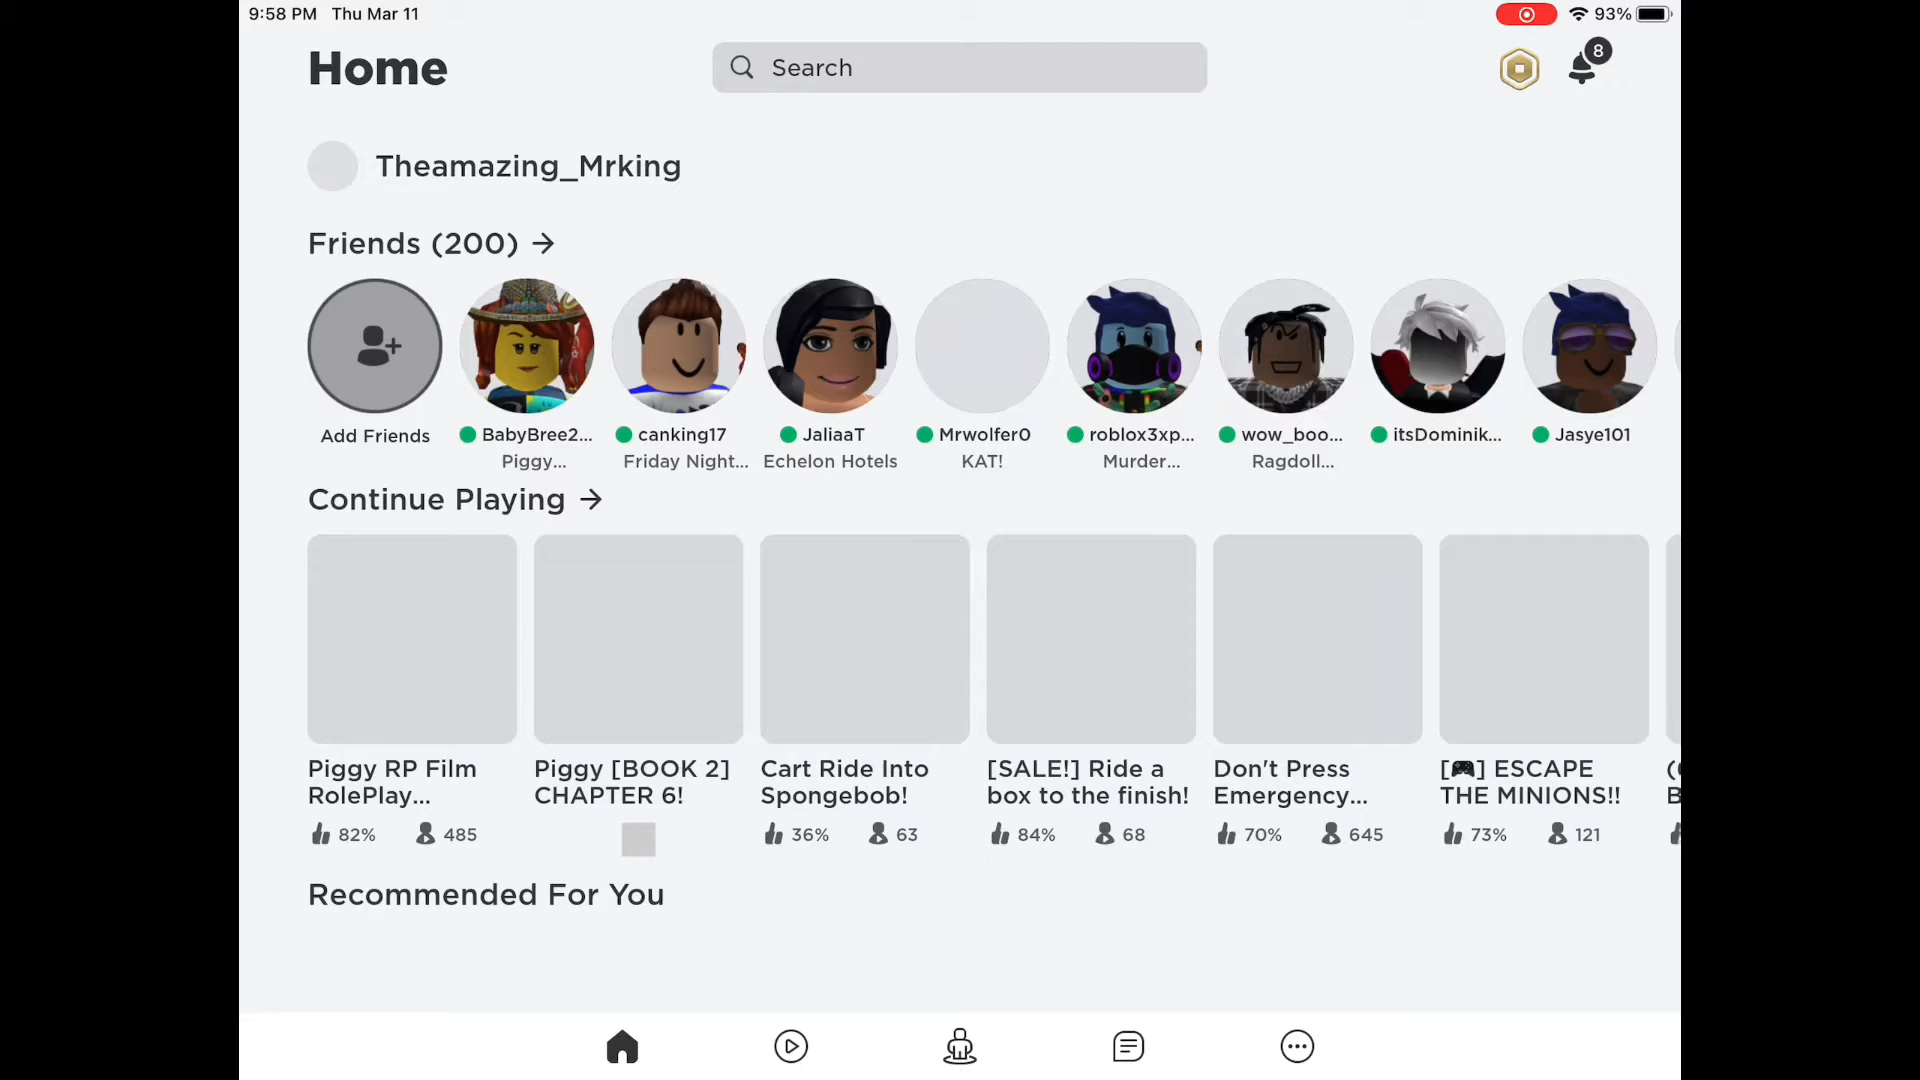 9:58 PM Thu Mar 11
93%
Home
Search
8
Theamazing_Mrking
Friends (200) →
Add Friends
BabyBree2...
Piggy...
canking17
Friday Night...
JaliaaT
Echelon Hotels
Mrwolfer0
KAT!
roblox3xp...
Murder...
wow_boo...
Ragdoll...
itsDominik...
Jasye101
Continue Playing →
Piggy RP Film
RolePlay...
82% 485
Piggy [BOOK 2]
CHAPTER 6!
Cart Ride Into
Spongebob!
36% 63
[SALE!] Ride a
box to the finish!
84% 68
Don't Press
Emergency...
70% 645
[🎮] ESCAPE
THE MINIONS!!
73% 121
Recommended For You